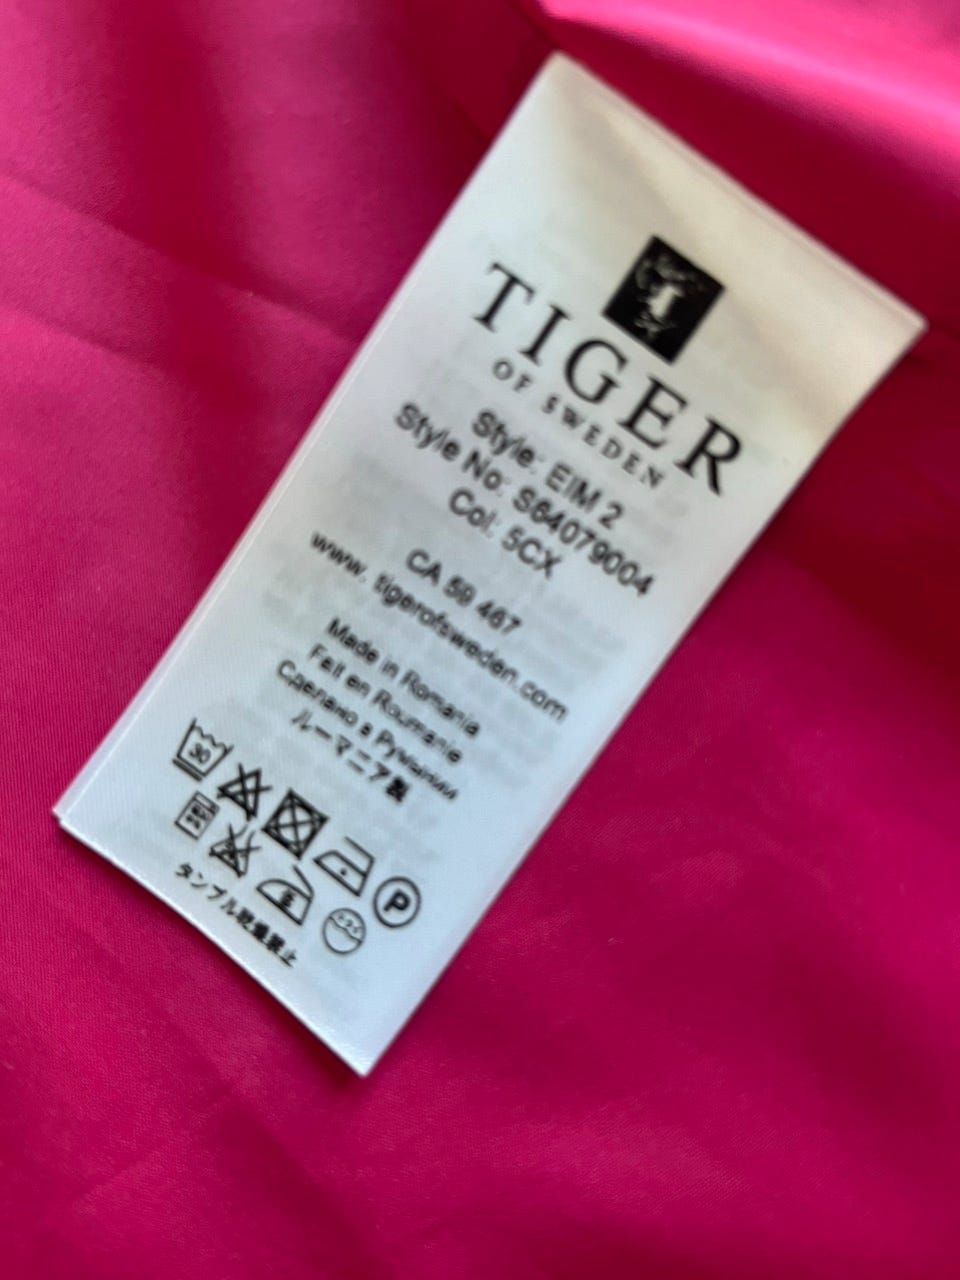 TIGER
OF SWEDEN
Style: EIM 2
Style No: S64079004
Col: 5CX
CA 59 467
www. tigerofsweden.com
Made in Romania
Fait en Roumanie
Сделано в Румынии
ルーマニア製
30
P
タンブル乾燥禁止